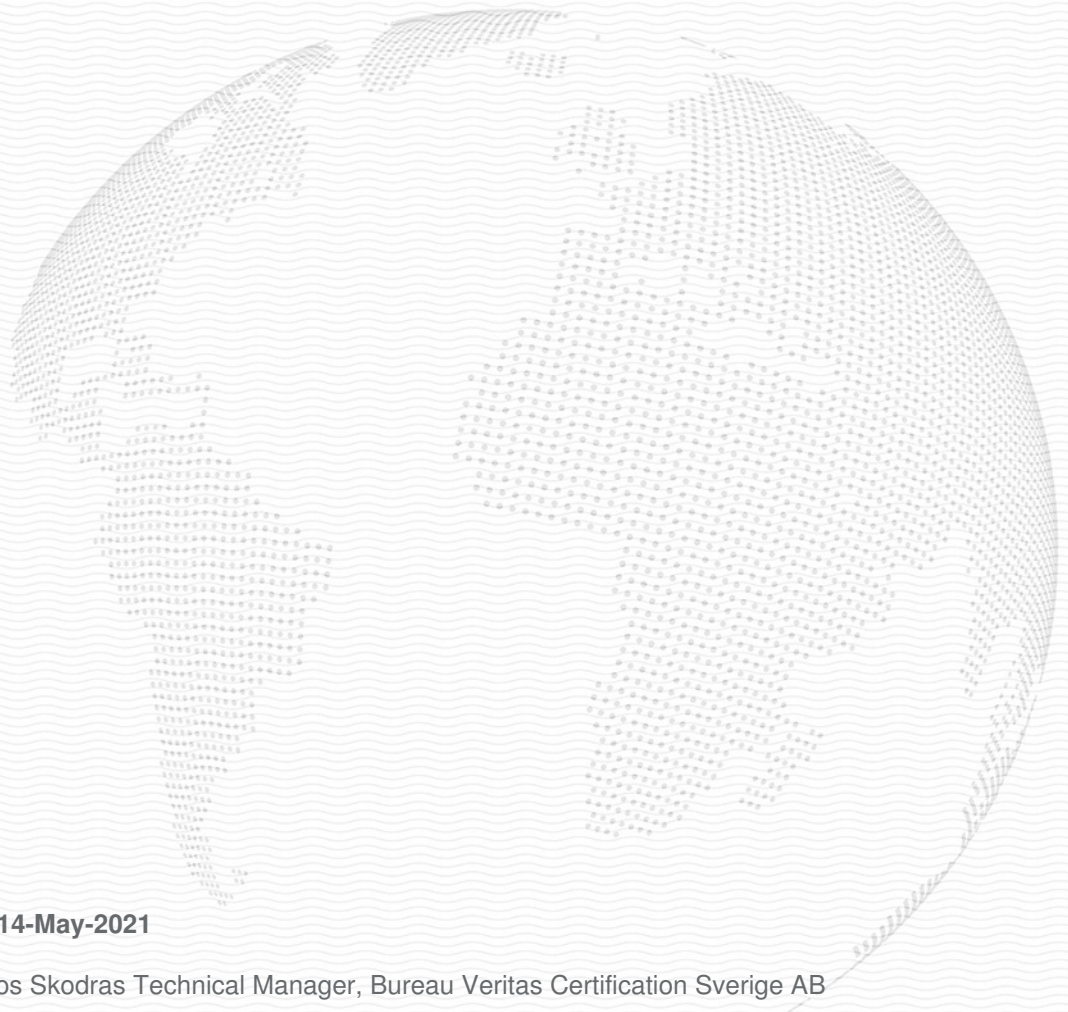 14-May-2021
Skodras Technical Manager, Bureau Veritas Certification Sverige AB